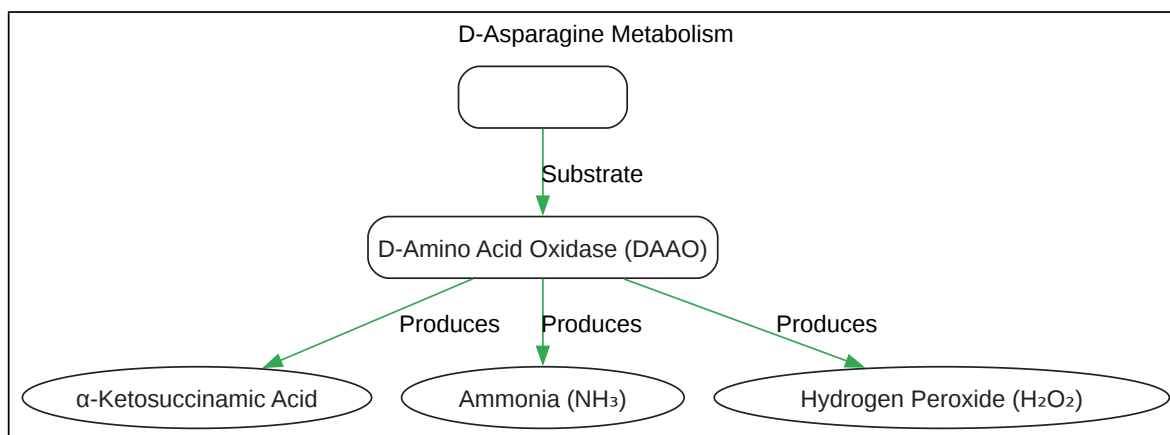 D-Asparagine Metabolism
Substrate
D-Amino Acid Oxidase (DAAO)
Produces
Produces
Produces
α-Ketosuccinamic Acid
Ammonia (NH₃)
Hydrogen Peroxide (H₂O₂)